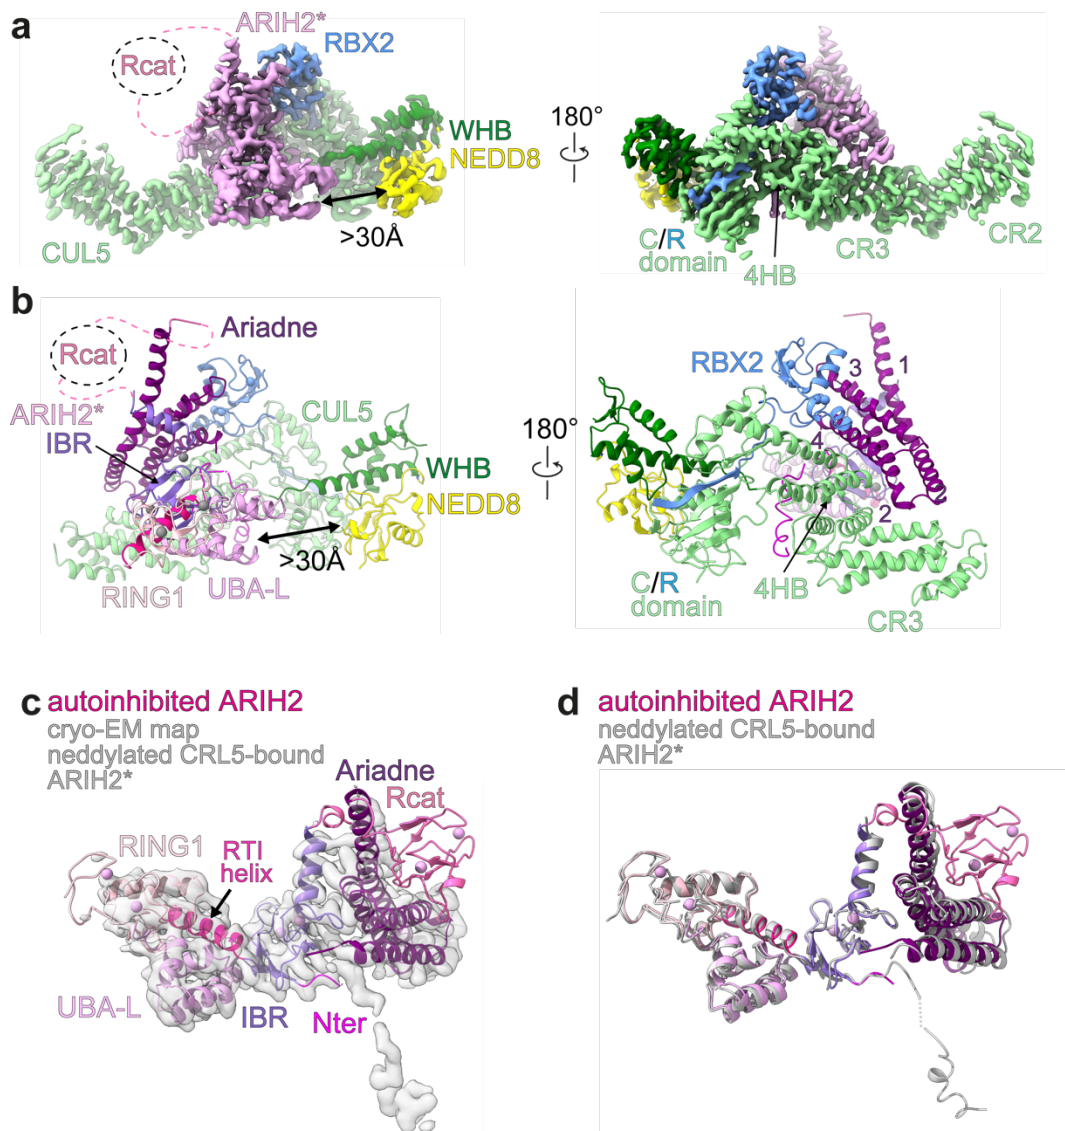 a
ARIH2*
Rcat
RBX2
WHB
NEDD8
>30Å
CUL5
180°
C/R
domain
4HB
CR3
CR2
b
Rcat
Ariadne
ARIH2*
IBR
CUL5
WHB
NEDD8
>30Å
UBA-L
RING1
180°
RBX2
3
1
4
2
C/R
domain
4HB
CR3
c
autoinhibited ARIH2
cryo-EM map
neddylated CRL5-bound
ARIH2*
Ariadne
Rcat
RING1
RTI
helix
UBA-L
IBR
Nter
d
autoinhibited ARIH2
neddylated CRL5-bound
ARIH2*